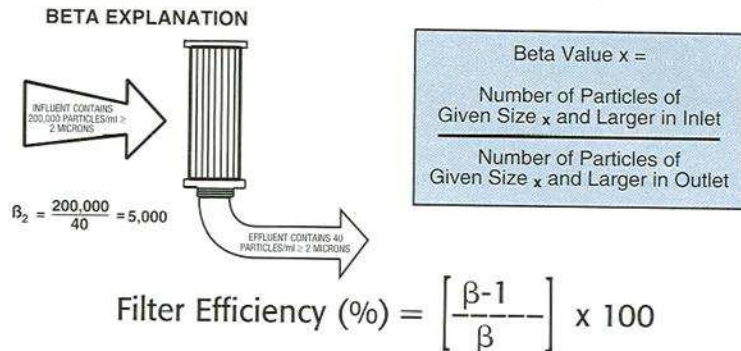 BETA EXPLANATION
INFLUENT CONTAINS
200,000 PARTICLES/ml ≥
2 MICRONS
ß₂ = 200,000 / 40 = 5,000
EFFLUENT CONTAINS 40
PARTICLES/ml ≥ 2 MICRONS
Beta Value x =
Number of Particles of
Given Size x and Larger in Inlet
Number of Particles of
Given Size x and Larger in Outlet
Filter Efficiency (%) = [β-1 / β] x 100